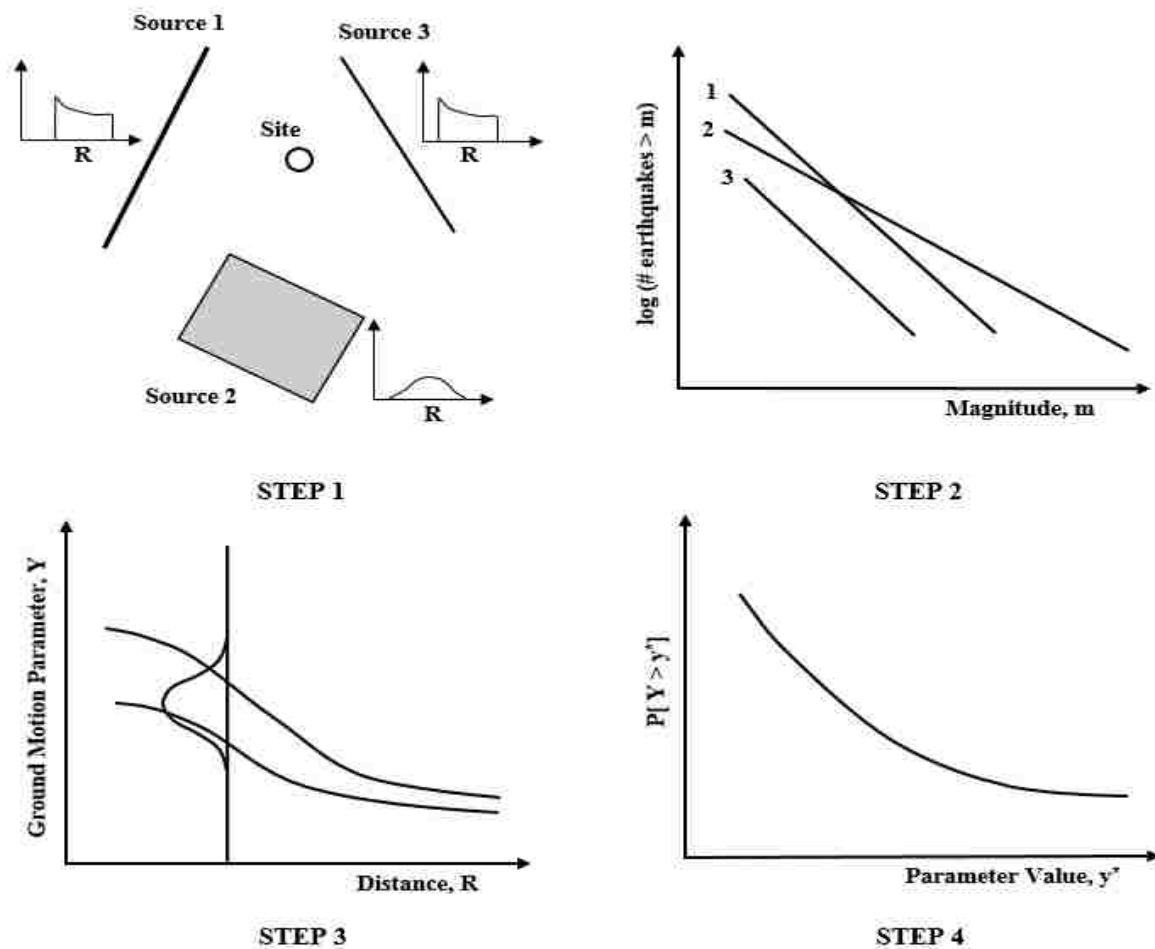 Source 1
Source 3
R
Site
R
Source 2
R
STEP 1
log (# earthquakes > m)
1
2
3
Magnitude, m
STEP 2
Ground Motion Parameter, Y
Distance, R
STEP 3
P[ Y > y*]
Parameter Value, y*
STEP 4